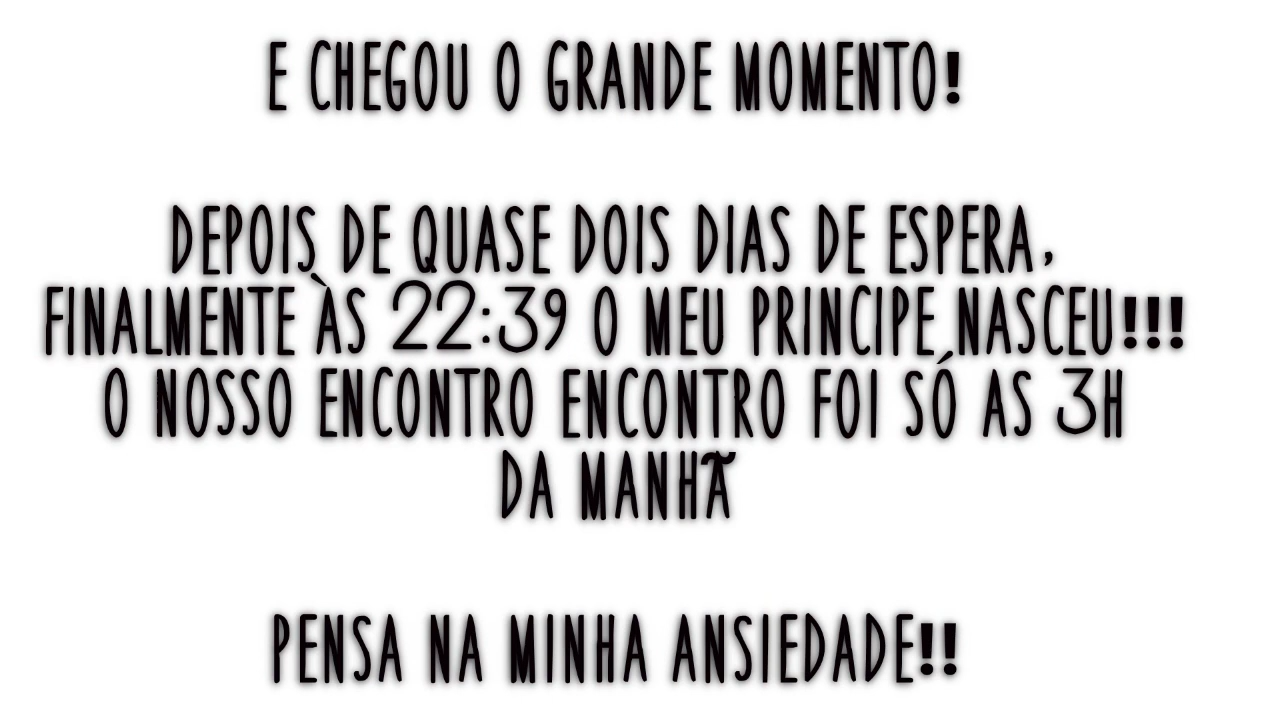 E CHEGOU O GRANDE MOMENTO!
DEPOIS DE QUASE DOIS DIAS DE ESPERA,
FINALMENTE ÀS 22:39 O MEU PRINCIPE NASCEU!!!
O NOSSO ENCONTRO ENCONTRO FOI SÓ AS 3H
DA MANHÃ
PENSA NA MINHA ANSIEDADE!!